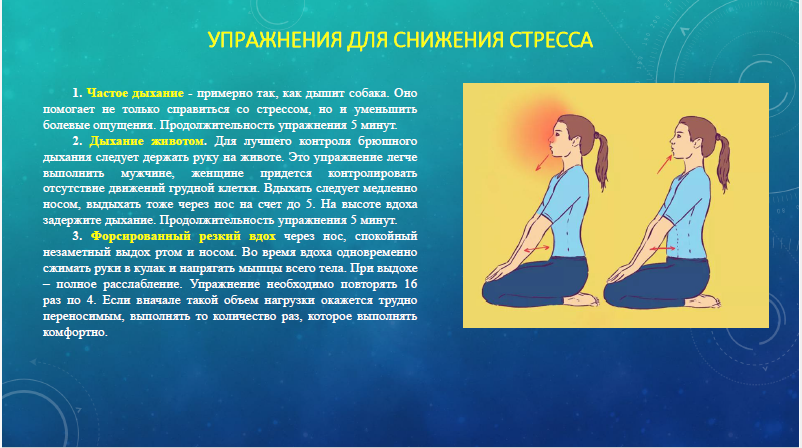 УПРАЖНЕНИЯ ДЛЯ СНИЖЕНИЯ СТРЕССА
1. Частое дыхание - примерно так, как дышит собака. Оно
помогает не только справиться со стрессом, но и уменьшить
болевые ощущения. Продолжительность упражнения 5 минут.
2. Дыхание животом. Для лучшего контроля брюшного
дыхания следует держать руку на животе. Это упражнение легче
выполнить мужчине, женщине придется контролировать
отсутствие движений грудной клетки. Вдыхать следует медленно
носом, выдыхать тоже через нос на счет до 5. На высоте вдоха
задержите дыхание. Продолжительность упражнения 5 минут.
3. Форсированный резкий вдох через нос, спокойный
незаметный выдох ртом и носом. Во время вдоха одновременно
сжимать руки в кулак и напрягать мышцы всего тела. При выдохе
– полное расслабление. Упражнение необходимо повторять 16
раз по 4. Если вначале такой объем нагрузки окажется трудно
переносимым, выполнять то количество раз, которое выполнять
комфортно.